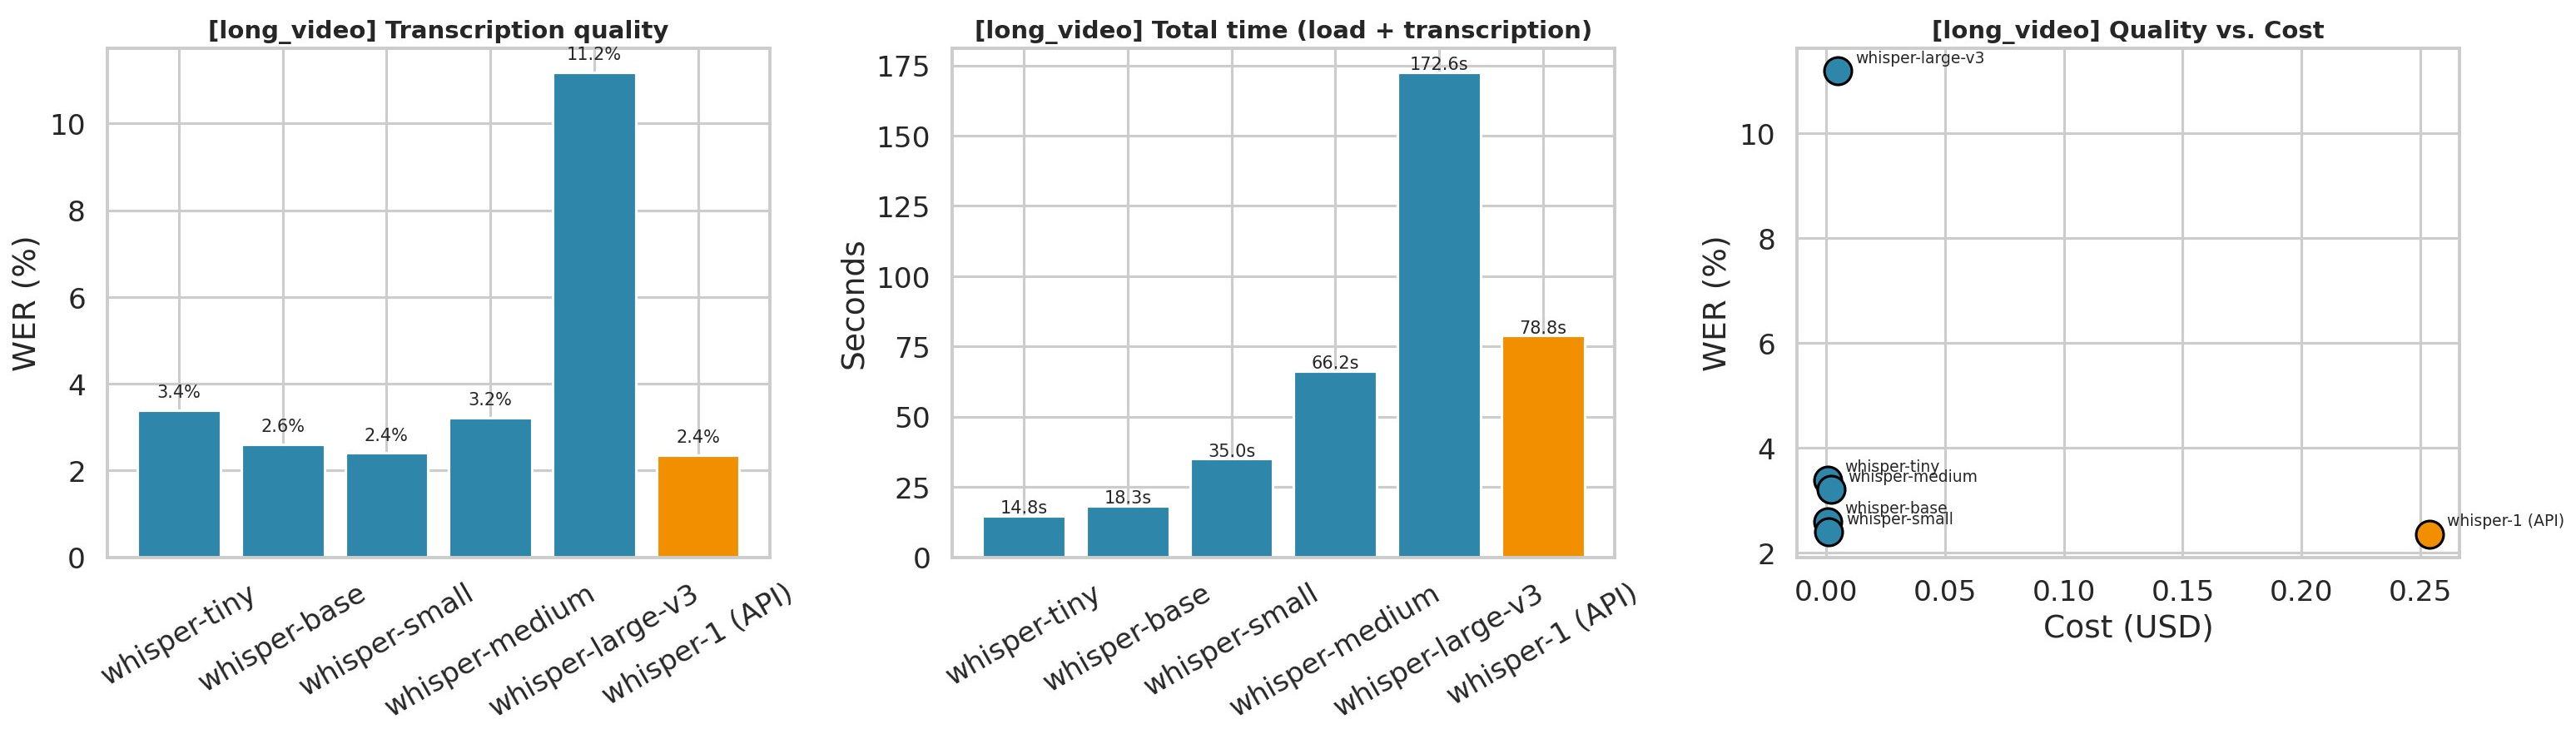 [long_video] Transcription quality
WER (%)
10
8
6
4
2
0
3.4%
2.6%
2.4%
3.2%
11.2%
2.4%
whisper-tiny
whisper-base
whisper-small
whisper-medium
whisper-large-v3
whisper-1 (API)
[long_video] Total time (load + transcription)
Seconds
175
150
125
100
75
50
25
0
14.8s
18.3s
35.0s
66.2s
172.6s
78.8s
whisper-tiny
whisper-base
whisper-small
whisper-medium
whisper-large-v3
whisper-1 (API)
[long_video] Quality vs. Cost
WER (%)
10
8
6
4
2
whisper-large-v3
whisper-tiny
whisper-medium
whisper-base
whisper-small
whisper-1 (API)
0.00 0.05 0.10 0.15 0.20 0.25
Cost (USD)